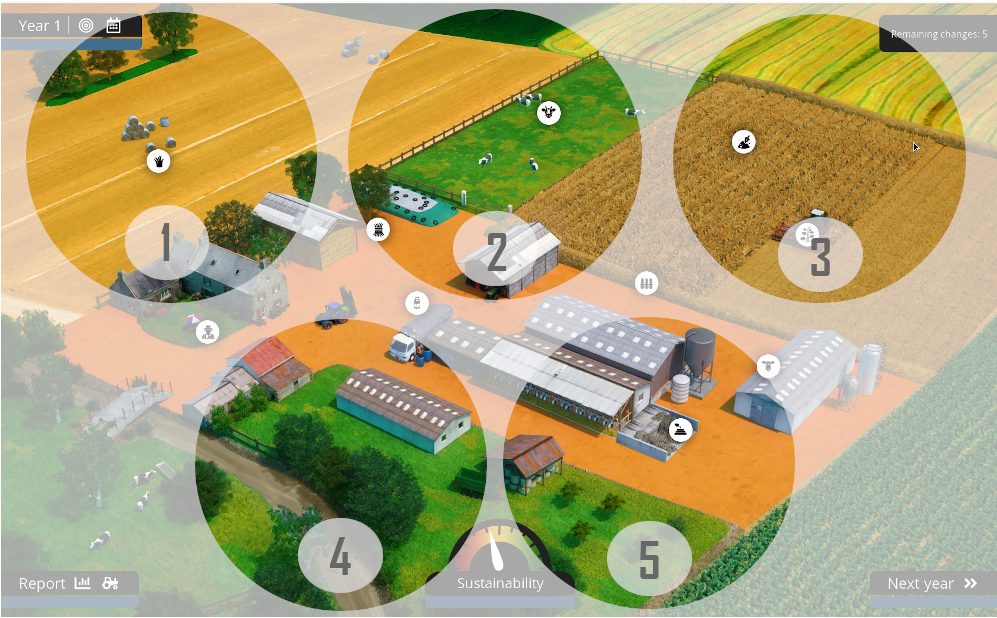 Year 1
Remaining changes: 5
1
2
3
4
5
Report
Sustainability
Next year